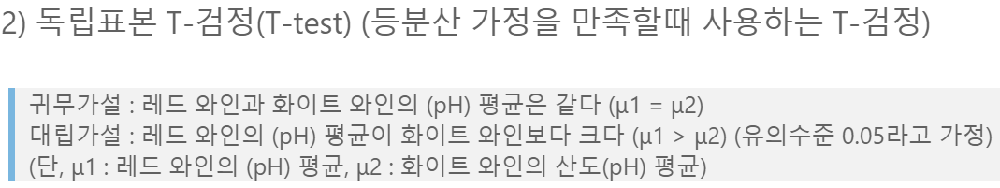 2) 독립표본 T-검정(T-test) (등분산 가정을 만족할때 사용하는 T-검정)
귀무가설 : 레드 와인과 화이트 와인의 (pH) 평균은 같다 (μ1 = μ2)
대립가설 : 레드 와인의 (pH) 평균이 화이트 와인보다 크다 (μ1 > μ2) (유의수준 0.05라고 가정)
(단, μ1 : 레드 와인의 (pH) 평균, μ2 : 화이트 와인의 산도(pH) 평균)